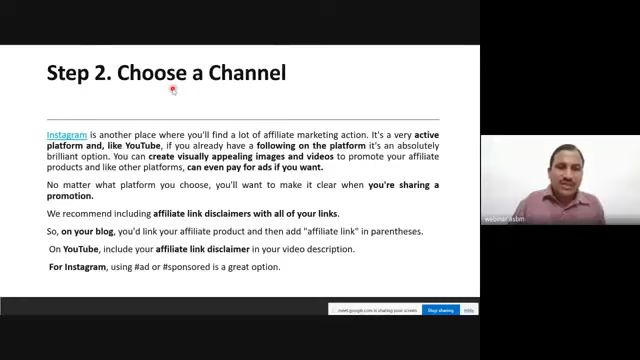 Step 2. Choose a Channel
Instagram is another place where you'll find a lot of affiliate marketing action. It's a very active
platform and, like YouTube, if you already have a following on the platform it's an absolutely
brilliant option. You can create visually appealing images and videos to promote your affiliate
products and like other platforms, can even pay for ads if you want.
No matter what platform you choose, you'll want to make it clear when you're sharing a
promotion.
We recommend including affiliate link disclaimers with all of your links.
So, on your blog, you'd link your affiliate product and then add "affiliate link" in parentheses.
On YouTube, include your affiliate link disclaimer in your video description.
For Instagram, using #ad or #sponsored is a great option.
webinar Asbm
meet.google.com is sharing your screen.
Stop sharing
Hide